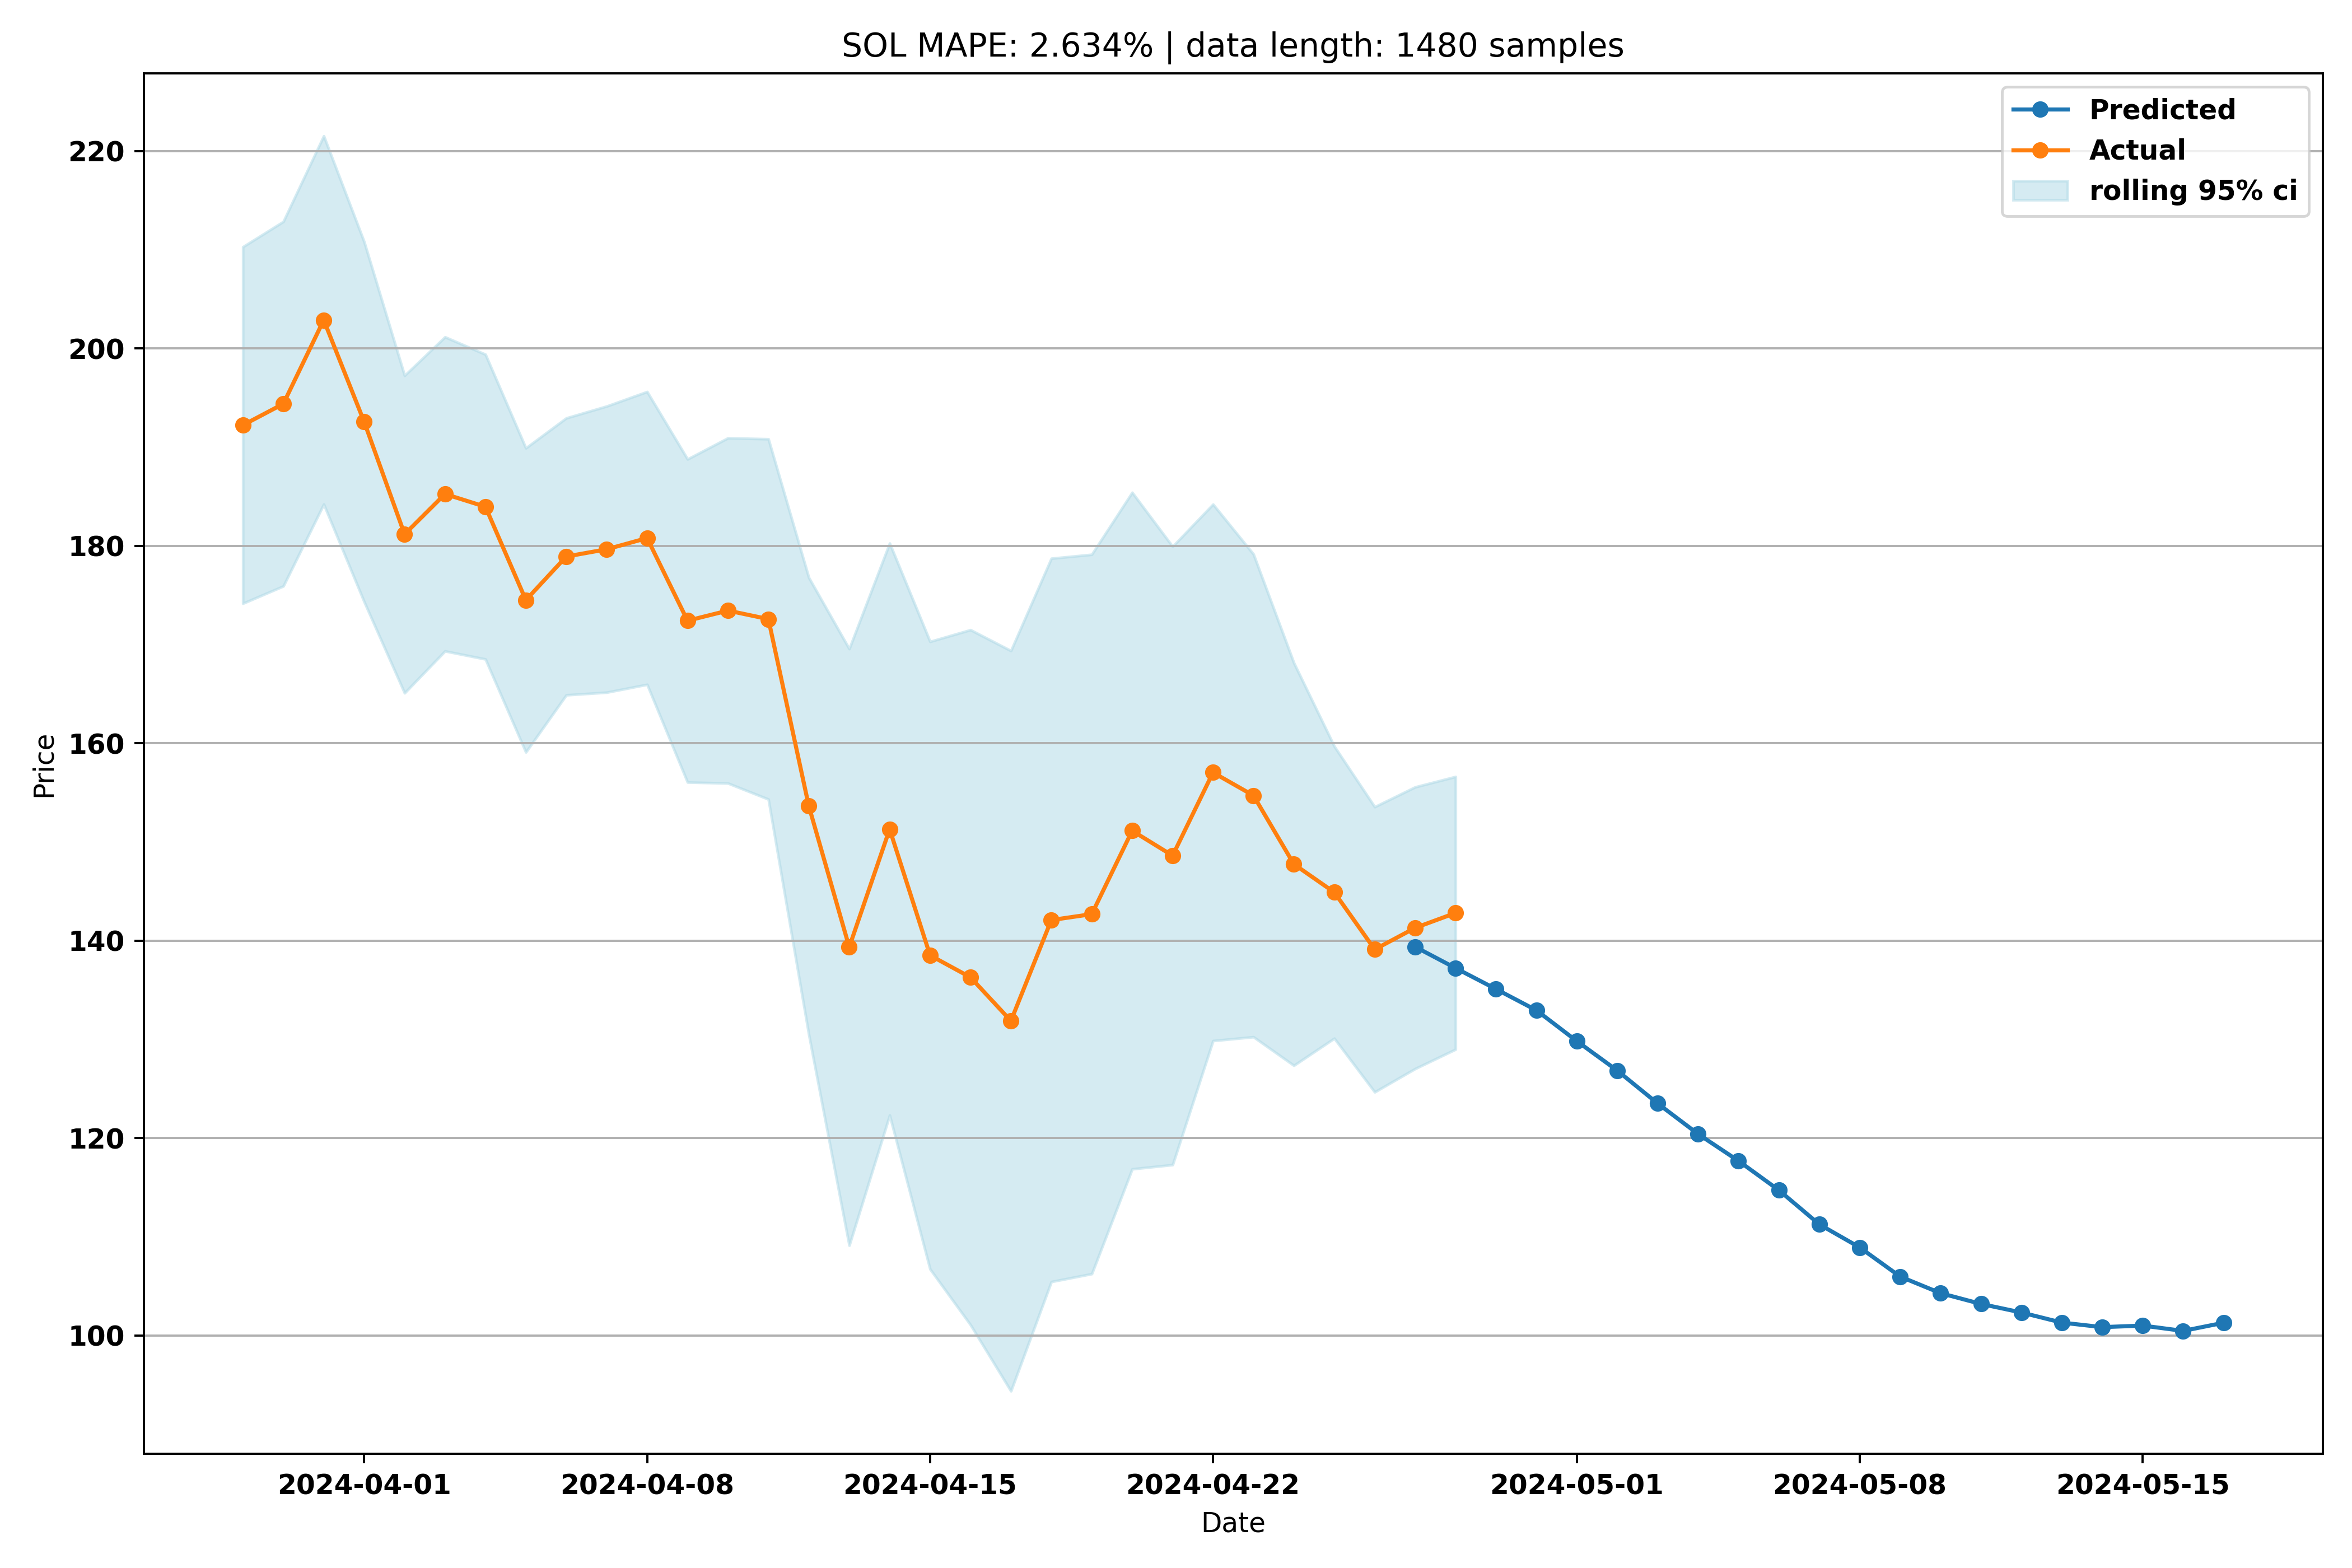 SOL MAPE: 2.634% | data length: 1480 samples
Predicted
Actual
rolling 95% ci
220
200
180
160
140
120
100
Price
2024-04-01
2024-04-08
2024-04-15
2024-04-22
2024-05-01
2024-05-08
2024-05-15
Date